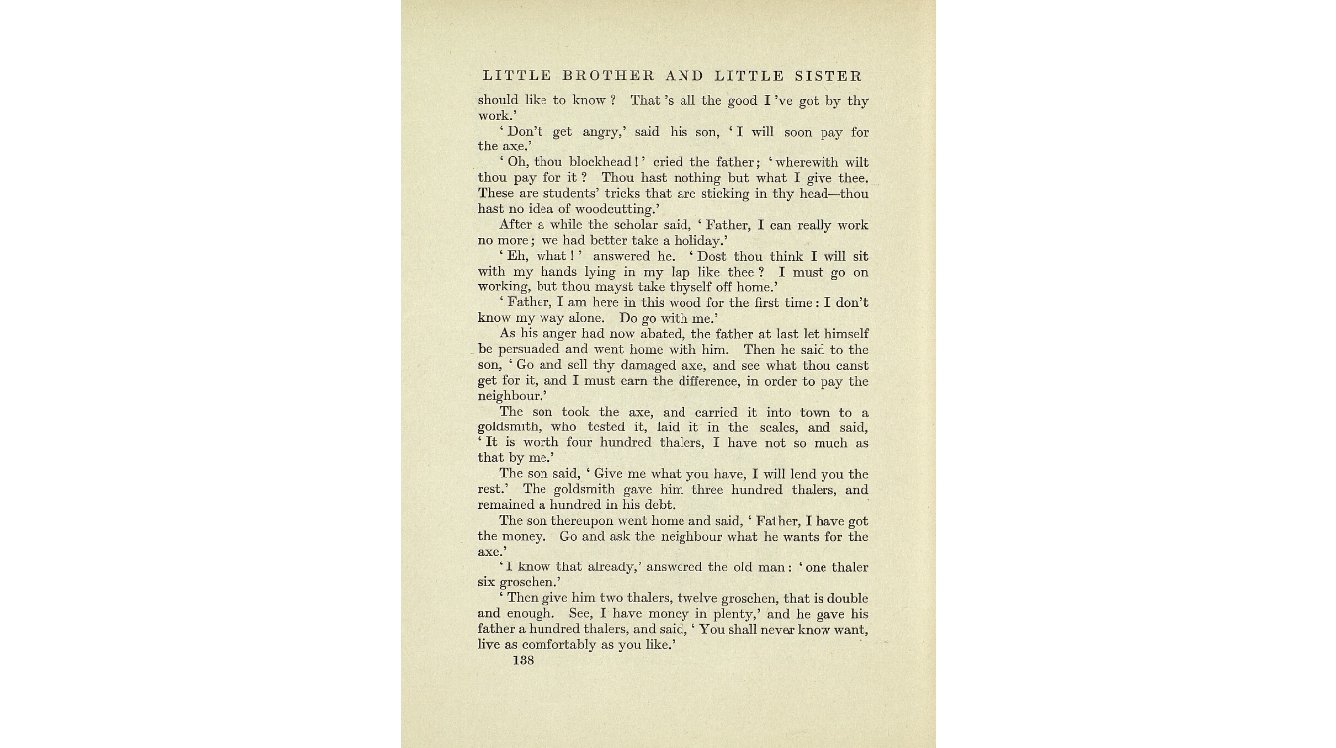 LITTLE BROTHER AND LITTLE SISTER
should like to know? That's all the good I've got by thy
work.'
'Don't get angry,' said his son, 'I will soon pay for
the axe.'
'Oh, thou blockhead!' cried the father; 'wherewith wilt
thou pay for it? Thou hast nothing but what I give thee.
These are students' tricks that are sticking in thy head—thou
hast no idea of woodcutting.'
After a while the scholar said, 'Father, I can really work
no more; we had better take a holiday.'
'Eh, what!' answered he. 'Dost thou think I will sit
with my hands lying in my lap like thee? I must go on
working, but thou mayst take thyself off home.'
'Father, I am here in this wood for the first time: I don't
know my way alone. Do go with me.'
As his anger had now abated, the father at last let himself
be persuaded and went home with him. Then he said to the
son, 'Go and sell thy damaged axe, and see what thou canst
get for it, and I must earn the difference, in order to pay the
neighbour.'
The son took the axe, and carried it into town to a
goldsmith, who tested it, laid it in the scales, and said,
'It is worth four hundred thalers, I have not so much as
that by me.'
The son said, 'Give me what you have, I will lend you the
rest.' The goldsmith gave him three hundred thalers, and
remained a hundred in his debt.
The son thereupon went home and said, 'Father, I have got
the money. Go and ask the neighbour what he wants for the
axe.'
'I know that already,' answered the old man: 'one thaler
six groschen.'
'Then give him two thalers, twelve groschen, that is double
and enough. See, I have money in plenty,' and he gave his
father a hundred thalers, and said, 'You shall never know want,
live as comfortably as you like.'
138